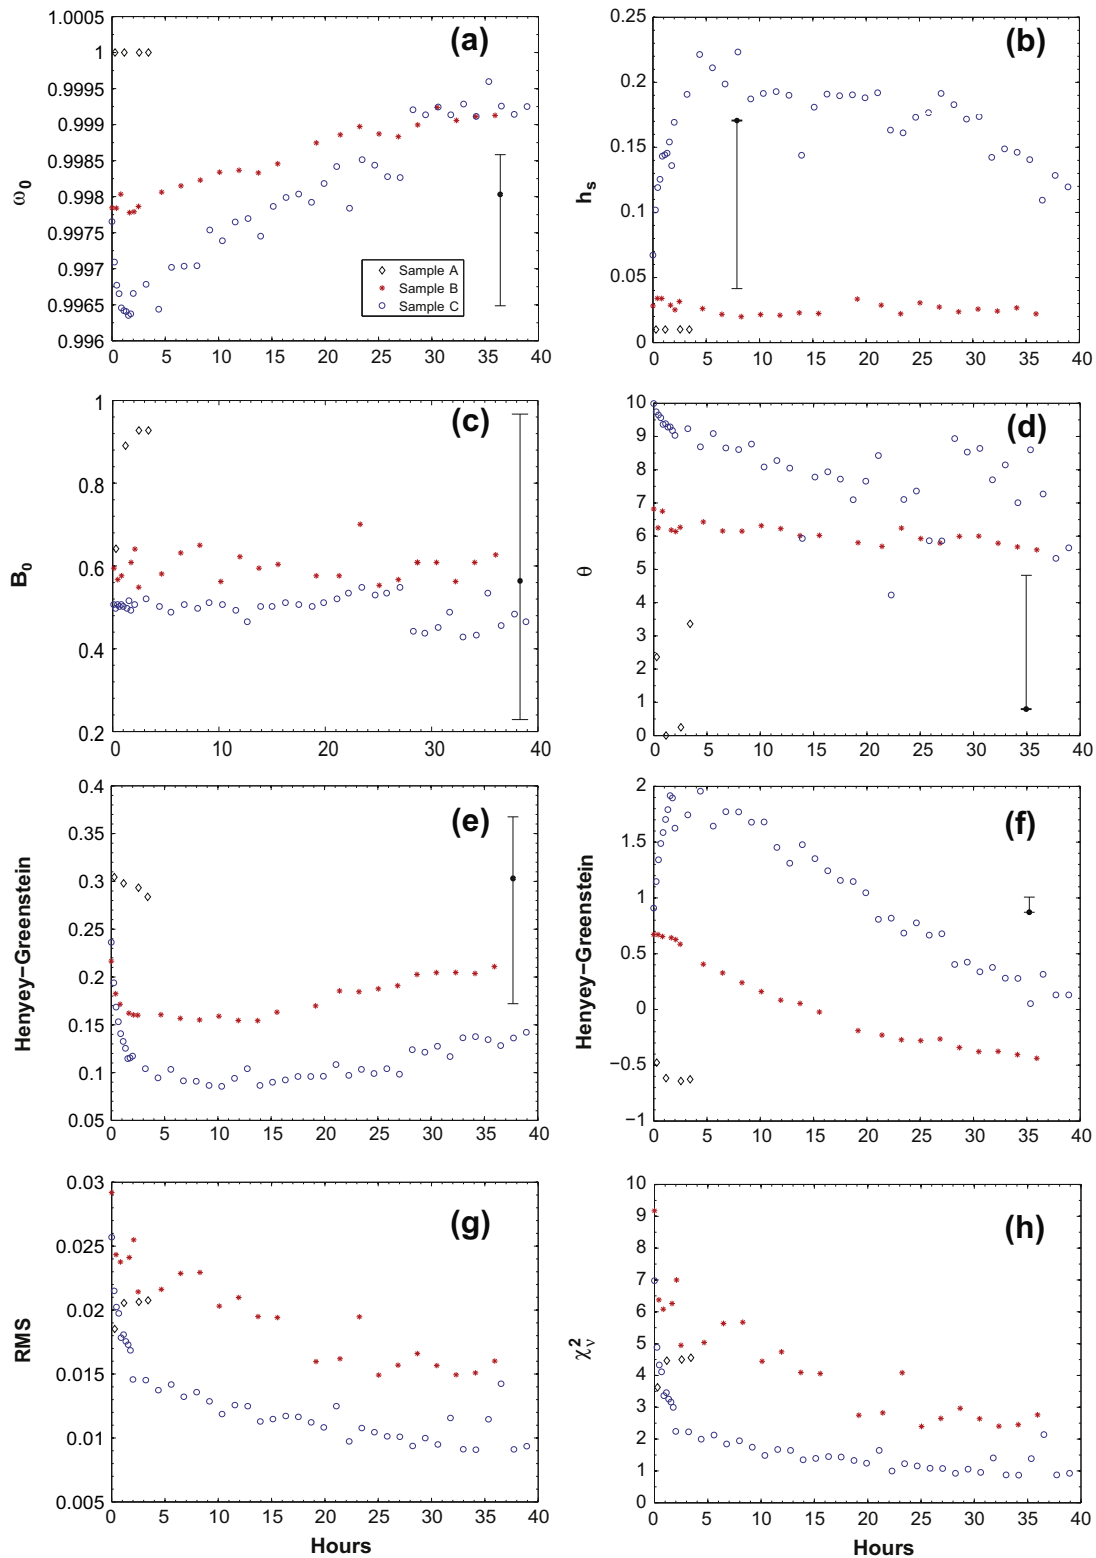 1.0005
1
0.9995
0.999
0.9985
0.998
0.9975
0.997
0.9965
0.996
ω0
(a)
Sample A
Sample B
Sample C
0 5 10 15 20 25 30 35 40
0.25
0.2
0.15
0.1
0.05
0
hs
(b)
0 5 10 15 20 25 30 35 40
1
0.8
0.6
0.4
0.2
B0
(c)
0 10 20 30 40
10
9
8
7
6
5
4
3
2
1
0
θ
(d)
0 5 10 15 20 25 30 35 40
0.4
0.35
0.3
0.25
0.2
0.15
0.1
0.05
Henyey−Greenstein
(e)
0 5 10 15 20 25 30 35 40
2
1.5
1
0.5
0
−0.5
−1
Henyey−Greenstein
(f)
0 5 10 15 20 25 30 35 40
0.03
0.025
0.02
0.015
0.01
0.005
RMS
(g)
0 5 10 15 20 25 30 35 40
Hours
10
9
8
7
6
5
4
3
2
1
0
χ²ν
(h)
0 5 10 15 20 25 30 35 40
Hours